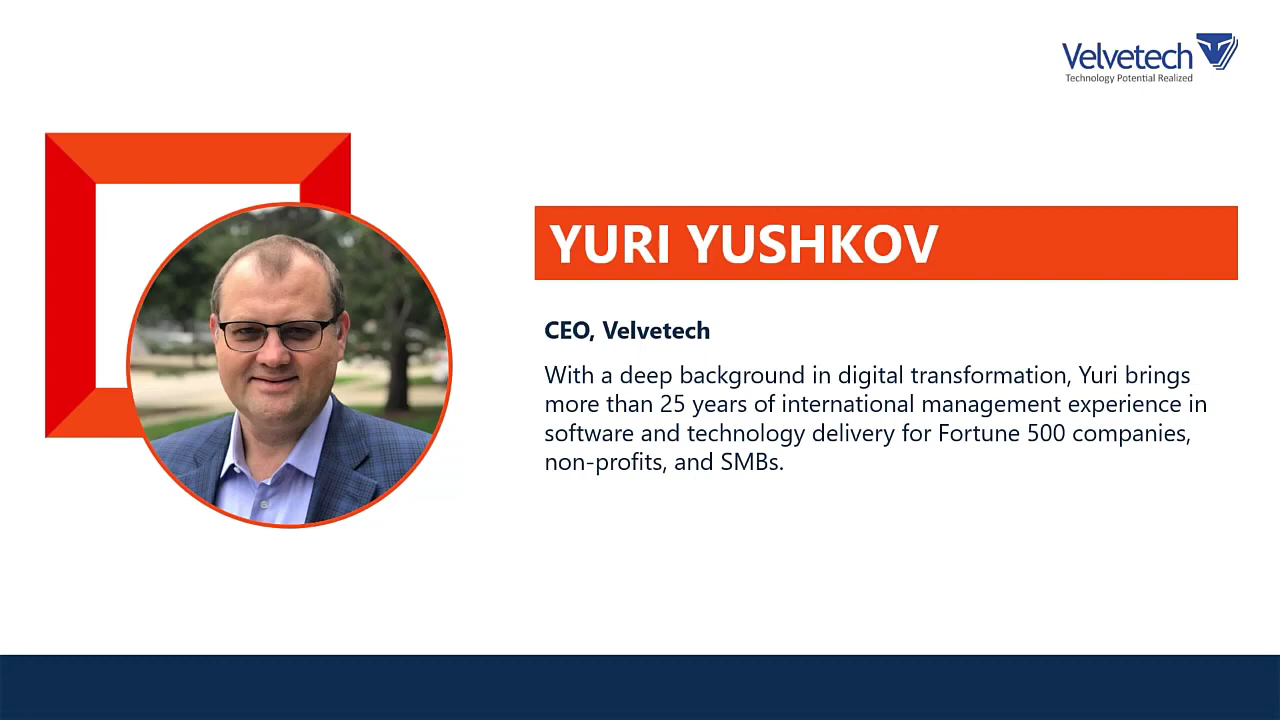 Velvetech
Technology Potential Realized
YURI YUSHKOV
CEO, Velvetech
With a deep background in digital transformation, Yuri brings
more than 25 years of international management experience in
software and technology delivery for Fortune 500 companies,
non-profits, and SMBs.